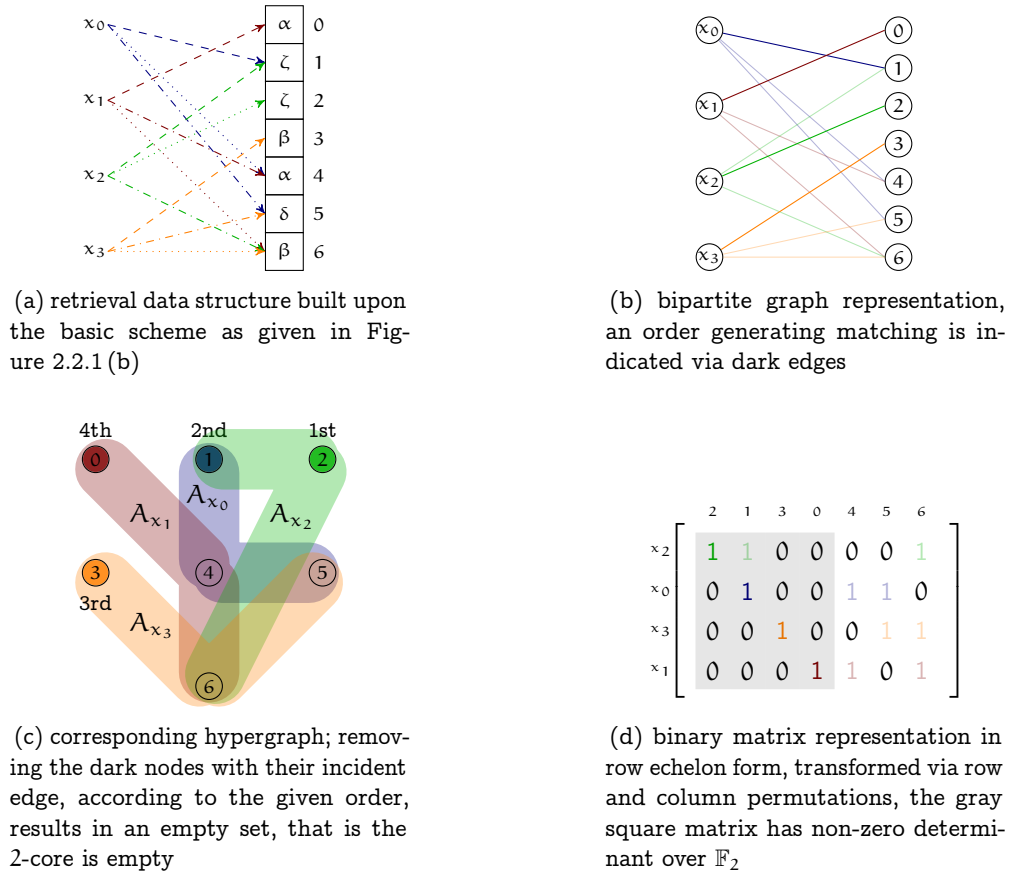 x₀ α 0
ζ 1
x₁ ζ 2
β 3
x₂ α 4
δ 5
x₃ β 6
(a) retrieval data structure built upon
the basic scheme as given in Fig-
ure 2.2.1 (b)
x₀ 0
1
x₁ 2
3
x₂ 4
5
x₃ 6
(b) bipartite graph representation,
an order generating matching is in-
dicated via dark edges
4th 2nd 1st
0 1 2
A_{x₁} A_{x₀} A_{x₂}
3 4 5
3rd
A_{x₃}
6
(c) corresponding hypergraph; remov-
ing the dark nodes with their incident
edge, according to the given order,
results in an empty set, that is the
2-core is empty
2 1 3 0 4 5 6
x₂ 1 1 0 0 0 0 1
x₀ 0 1 0 0 1 1 0
x₃ 0 0 1 0 0 1 1
x₁ 0 0 0 1 1 0 1
(d) binary matrix representation in
row echelon form, transformed via row
and column permutations, the gray
square matrix has non-zero determi-
nant over 𝔽₂